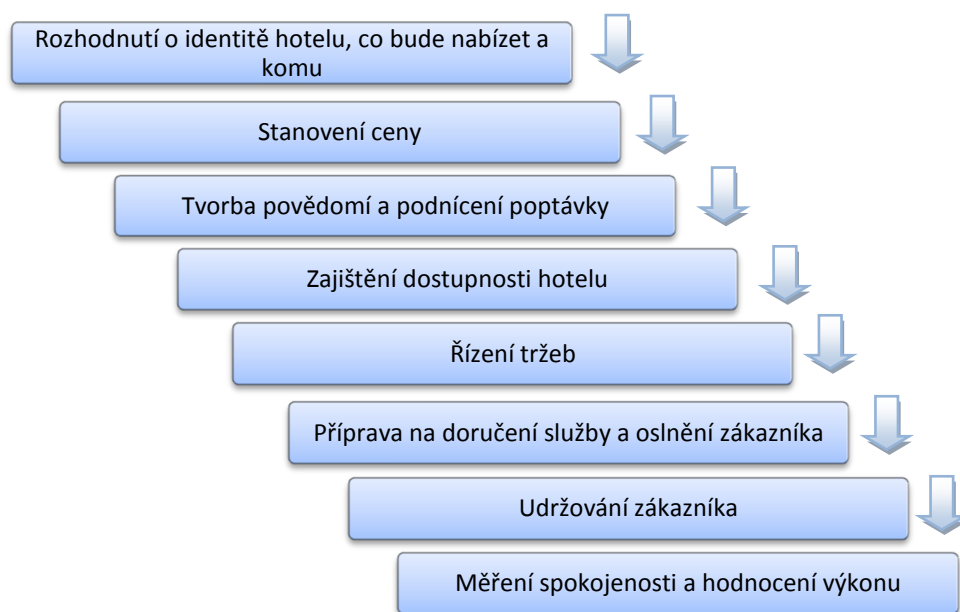 Rozhodnutí o identitě hotelu, co bude nabízet a
komu
Stanovení ceny
Tvorba povědomí a podnícení poptávky
Zajištění dostupnosti hotelu
Řízení tržeb
Příprava na doručení služby a oslnění zákazníka
Udržování zákazníka
Měření spokojenosti a hodnocení výkonu